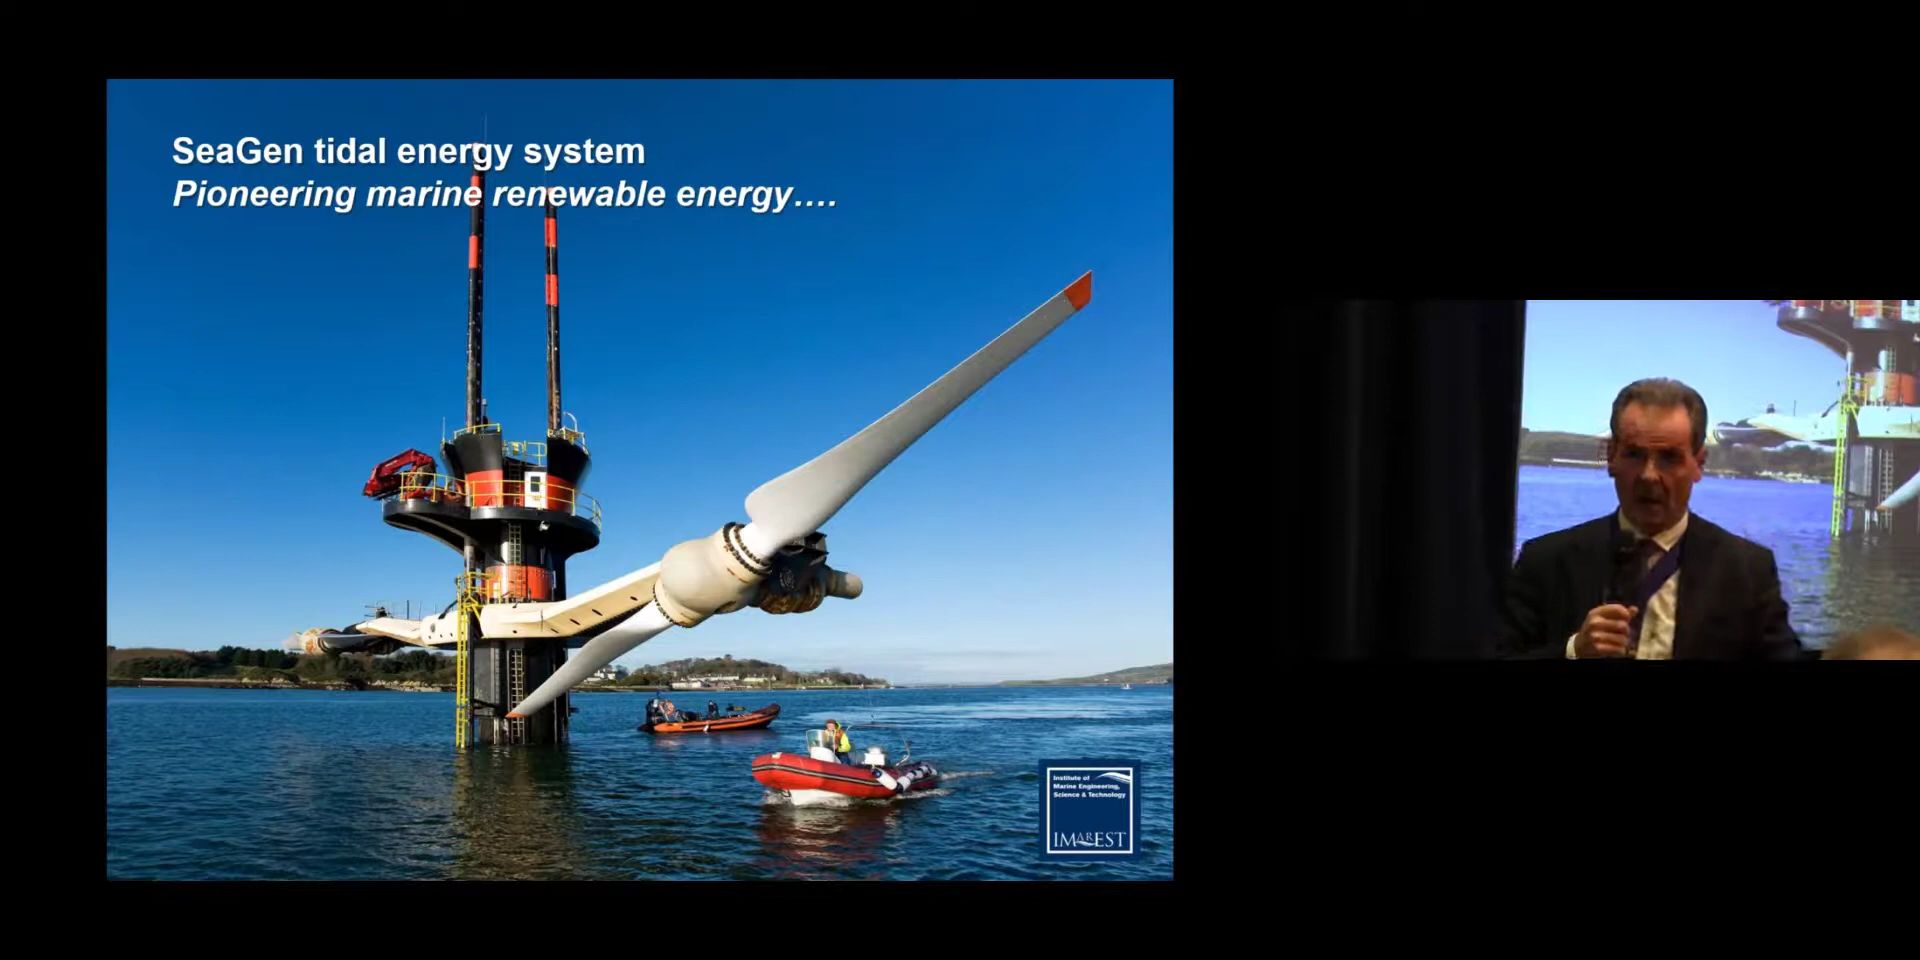 SeaGen tidal energy system
Pioneering marine renewable energy....
Institute of
Marine Engineering,
Science & Technology
IMarEST